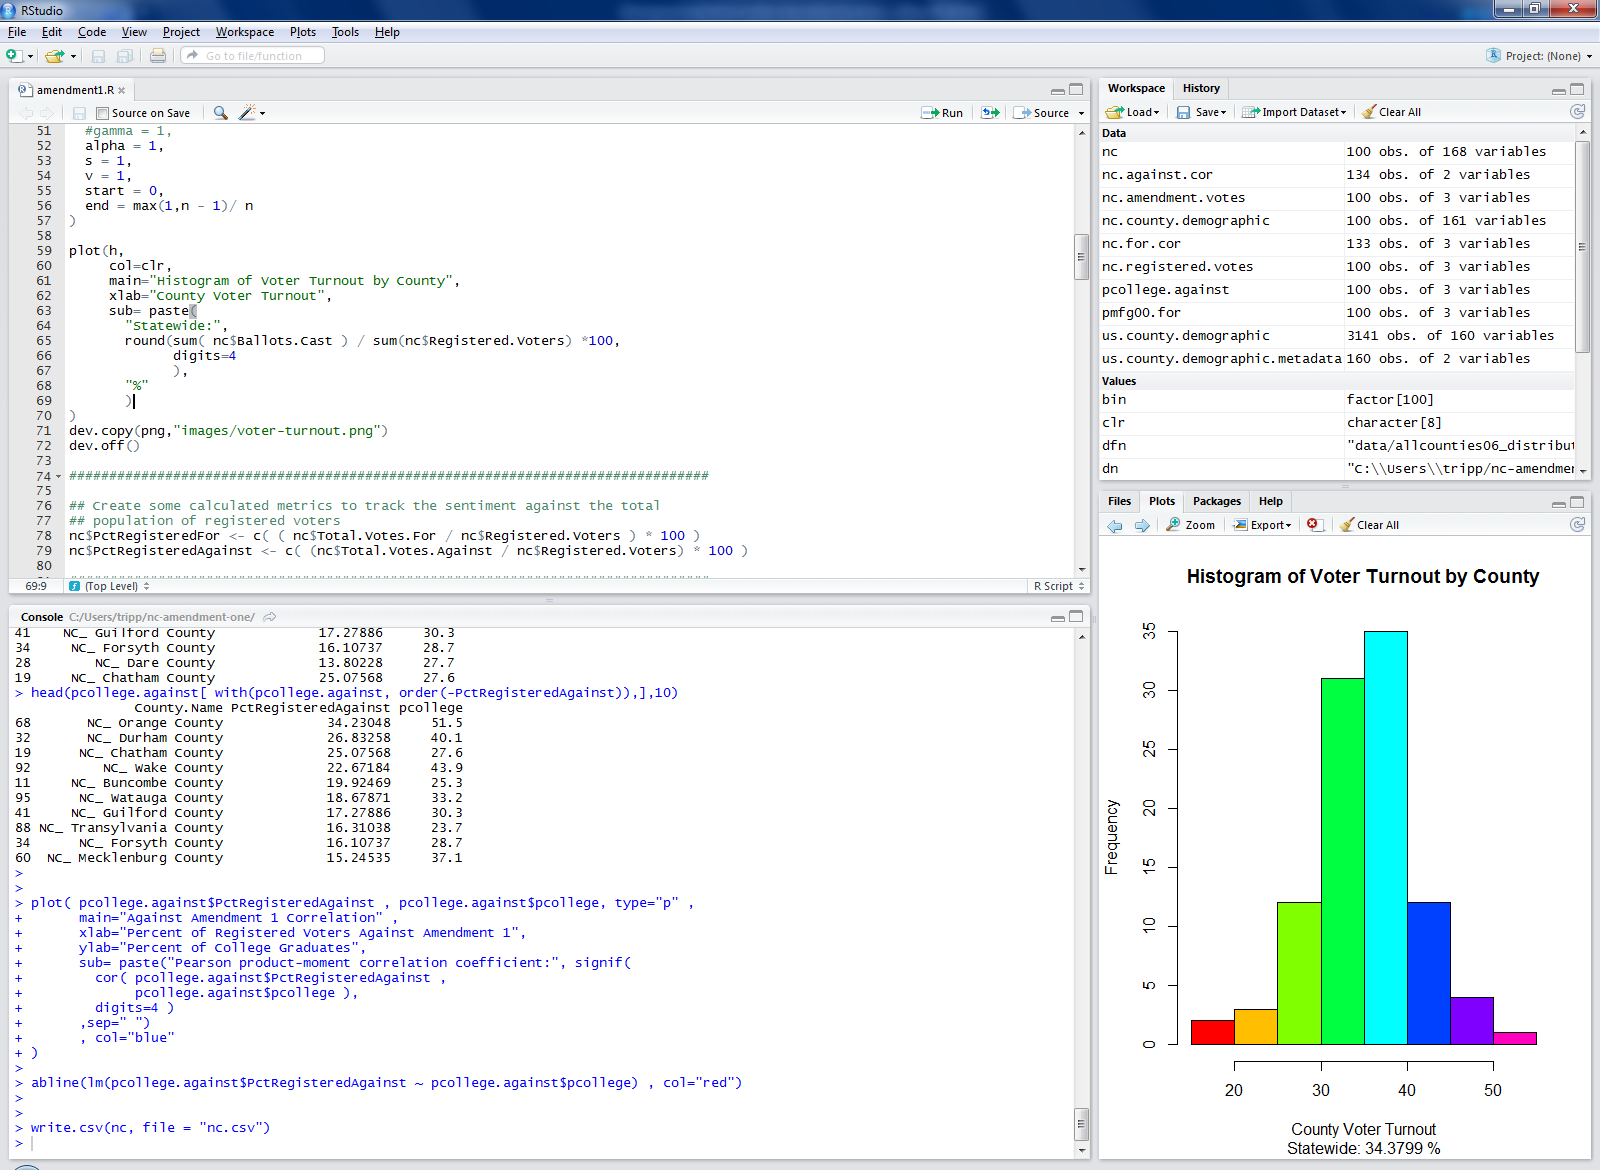 RStudio
File Edit Code View Project Workspace Plots Tools Help
Go to file/function
Project: (None)
amendment1.R
Source on Save
Run
Source
51 #gamma = 1,
52 alpha = 1,
53 s = 1,
54 v = 1,
55 start = 0,
56 end = max(1,n - 1)/ n
57 )
58
59 plot(h,
60 col=clr,
61 main="Histogram of Voter Turnout by County",
62 xlab="County Voter Turnout",
63 sub= paste(
64 "Statewide:",
65 round(sum( nc$Ballots.Cast ) / sum(nc$Registered.Voters) *100,
66 digits=4
67 ),
68 "%"
69 )
70 )
71 dev.copy(png,"images/voter-turnout.png")
72 dev.off()
73
74 ################################################################################
75
76 ## Create some calculated metrics to track the sentiment against the total
77 ## population of registered voters
78 nc$PctRegisteredFor <- c( ( nc$Total.Votes.For / nc$Registered.Voters ) * 100 )
79 nc$PctRegisteredAgainst <- c( (nc$Total.Votes.Against / nc$Registered.Voters) * 100 )
80
69:9 (Top Level) R Script
Console C:/Users/tripp/nc-amendment-one/
41 NC_ Guilford County 17.27886 30.3
34 NC_ Forsyth County 16.10737 28.7
28 NC_ Dare County 13.80228 27.7
19 NC_ Chatham County 25.07568 27.6
> head(pcollege.against[ with(pcollege.against, order(-PctRegisteredAgainst)),],10)
County.Name PctRegisteredAgainst pcollege
68 NC_ Orange County 34.23048 51.5
32 NC_ Durham County 26.83258 40.1
19 NC_ Chatham County 25.07568 27.6
92 NC_ Wake County 22.67184 43.9
11 NC_ Buncombe County 19.92469 25.3
95 NC_ Watauga County 18.67871 33.2
41 NC_ Guilford County 17.27886 30.3
88 NC_ Transylvania County 16.31038 23.7
34 NC_ Forsyth County 16.10737 28.7
60 NC_ Mecklenburg County 15.24535 37.1
>
>
> plot( pcollege.against$PctRegisteredAgainst , pcollege.against$pcollege, type="p" ,
+ main="Against Amendment 1 Correlation" ,
+ xlab="Percent of Registered Voters Against Amendment 1",
+ ylab="Percent of College Graduates",
+ sub= paste("Pearson product-moment correlation coefficient:", signif(
+ cor( pcollege.against$PctRegisteredAgainst ,
+ pcollege.against$pcollege ),
+ digits=4 )
+ ,sep=" ")
+ , col="blue"
+ )
>
> abline(lm(pcollege.against$PctRegisteredAgainst ~ pcollege.against$pcollege) , col="red")
>
>
> write.csv(nc, file = "nc.csv")
>
Workspace History
Load Save Import Dataset Clear All
Data
nc 100 obs. of 168 variables
nc.against.cor 134 obs. of 2 variables
nc.amendment.votes 100 obs. of 3 variables
nc.county.demographic 100 obs. of 161 variables
nc.for.cor 133 obs. of 3 variables
nc.registered.votes 100 obs. of 3 variables
pcollege.against 100 obs. of 3 variables
pmfg00.for 100 obs. of 3 variables
us.county.demographic 3141 obs. of 160 variables
us.county.demographic.metadata 160 obs. of 2 variables
Values
bin factor[100]
clr character[8]
dfn "data/allcounties06_distribut
dn "C:\\Users\\tripp/nc-amendmer
Files Plots Packages Help
Zoom Export Clear All
Histogram of Voter Turnout by County
Frequency
35
30
25
20
15
10
5
0
20 30 40 50
County Voter Turnout
Statewide: 34.3799 %